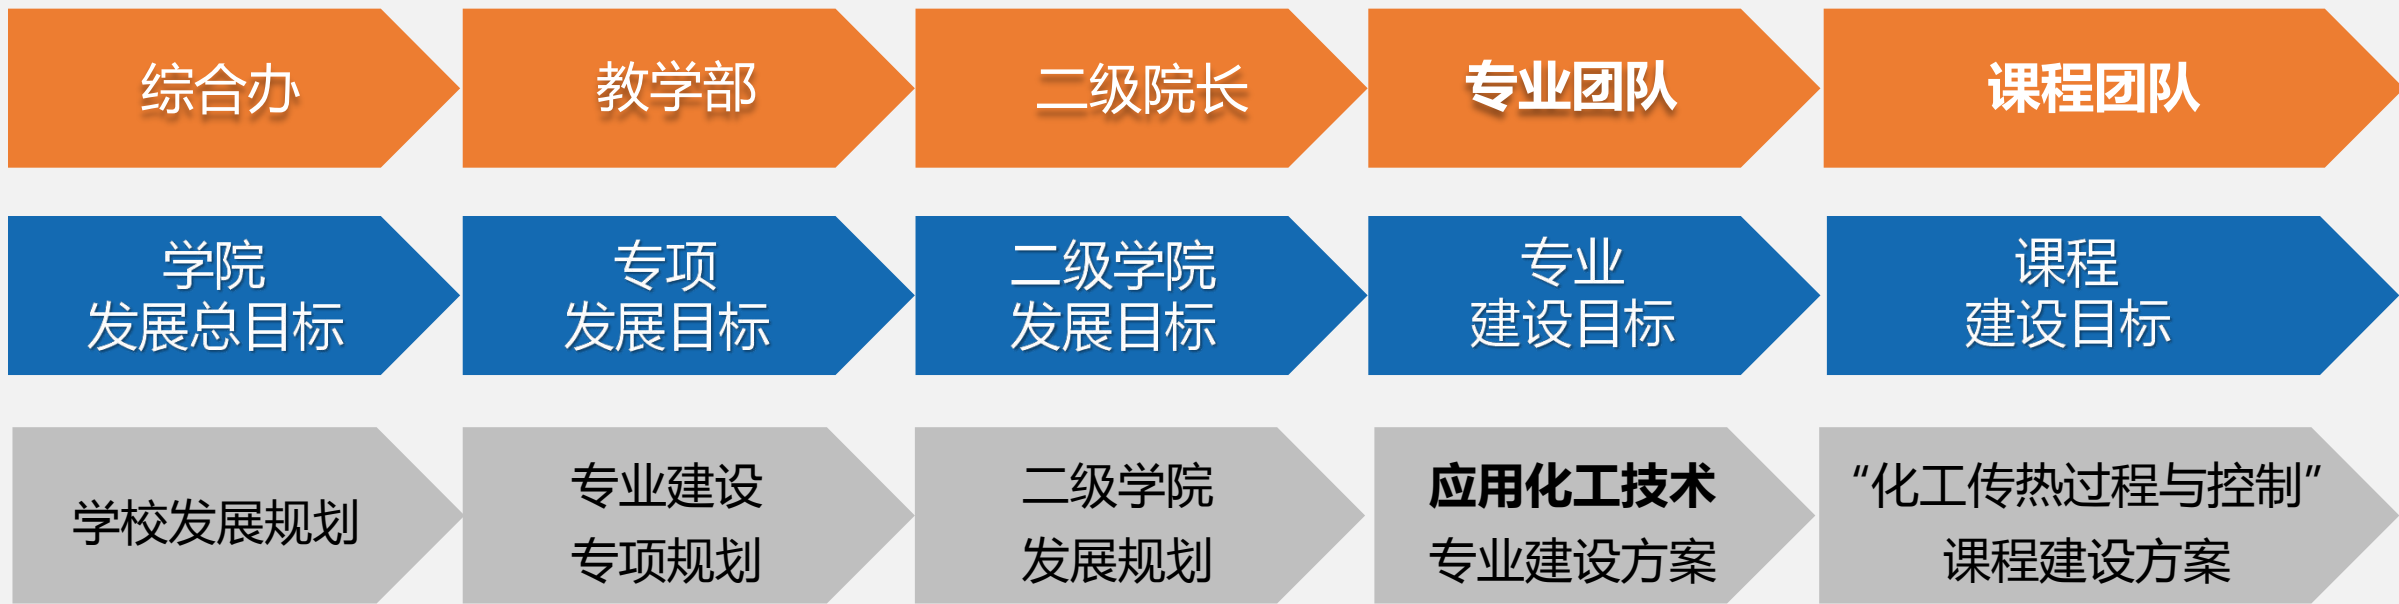 综合办
教学部
二级院长
专业团队
课程团队
学院
发展总目标
专项
发展目标
二级学院
发展目标
专业
建设目标
课程
建设目标
学校发展规划
专业建设
专项规划
二级学院
发展规划
应用化工技术
专业建设方案
“化工传热过程与控制”
课程建设方案